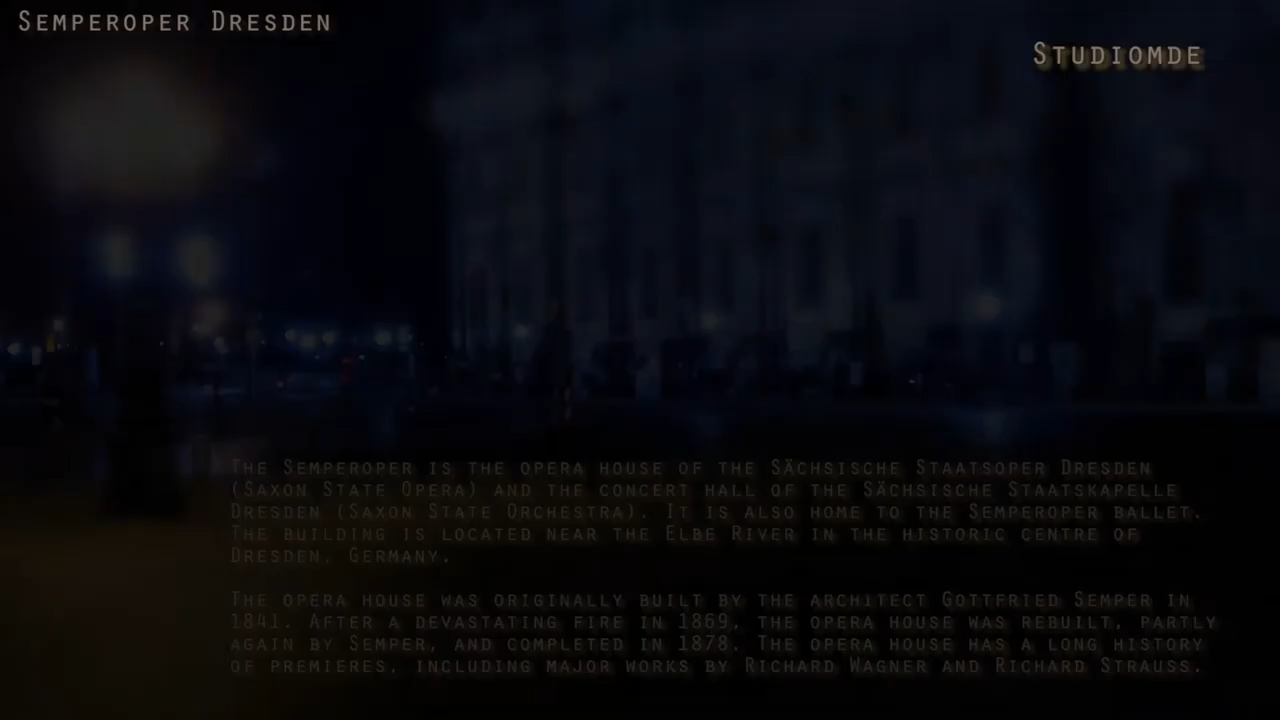 Semperoper Dresden
Studiomde
The Semperoper is the opera house of the Sächsische Staatsoper Dresden
(Saxon State Opera) and the concert hall of the Sächsische Staatskapelle
Dresden (Saxon State Orchestra). It is also home to the Semperoper Ballet.
The building is located near the Elbe River in the historic centre of
Dresden, Germany.
The opera house was originally built by the architect Gottfried Semper in
1841. After a devastating fire in 1869, the opera house was rebuilt, partly
again by Semper, and completed in 1878. The opera house has a long history
of premieres, including major works by Richard Wagner and Richard Strauss.